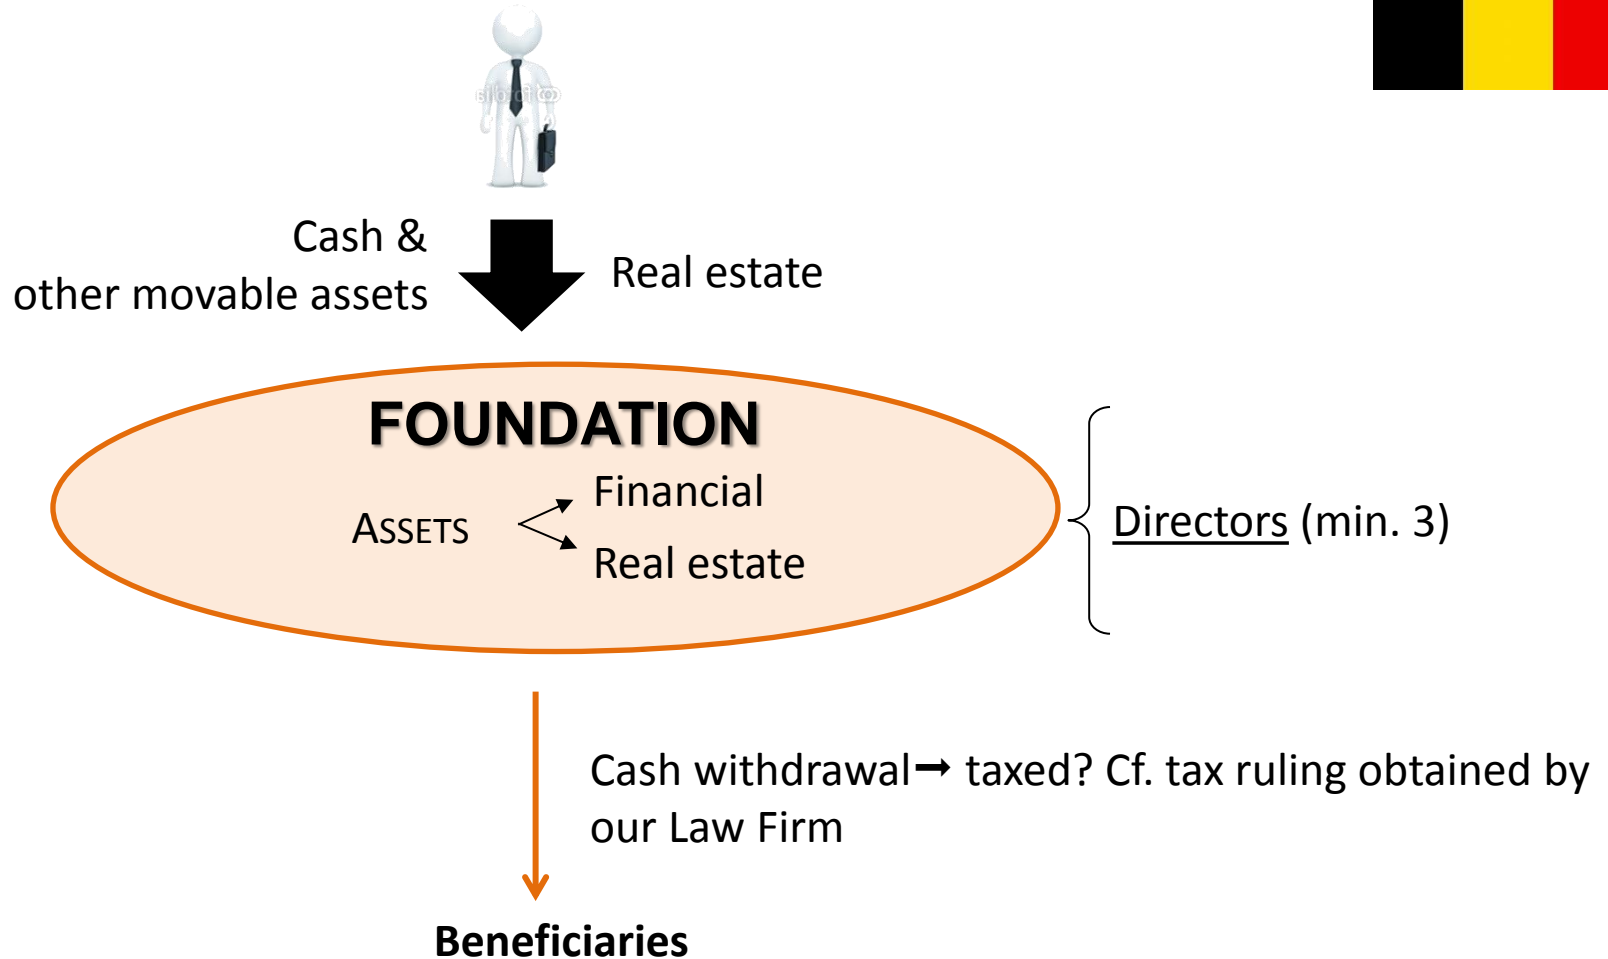 Cash &
other movable assets
Real estate
FOUNDATION
ASSETS
Financial
Real estate
Directors (min. 3)
Cash withdrawal➞ taxed? Cf. tax ruling obtained by
our Law Firm
Beneficiaries